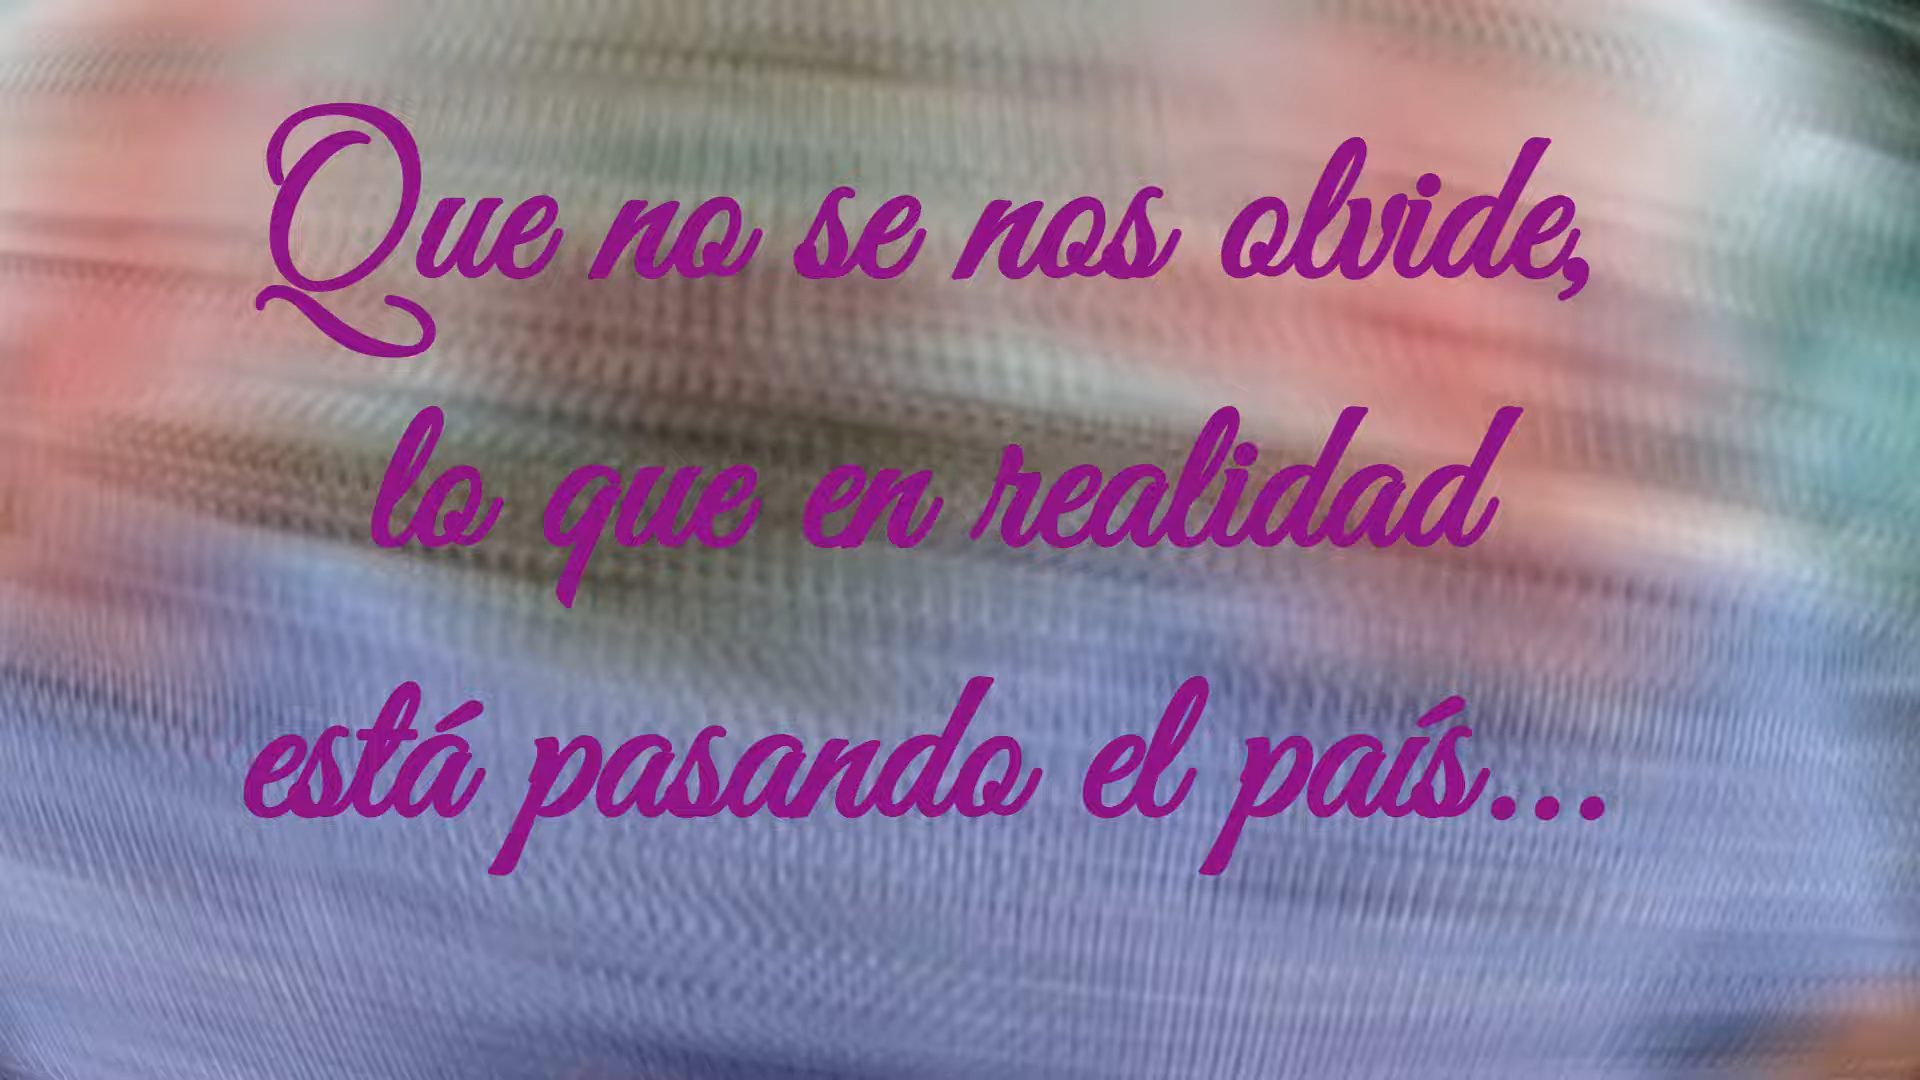 Que no se nos olvide,
lo que en realidad
está pasando el país...